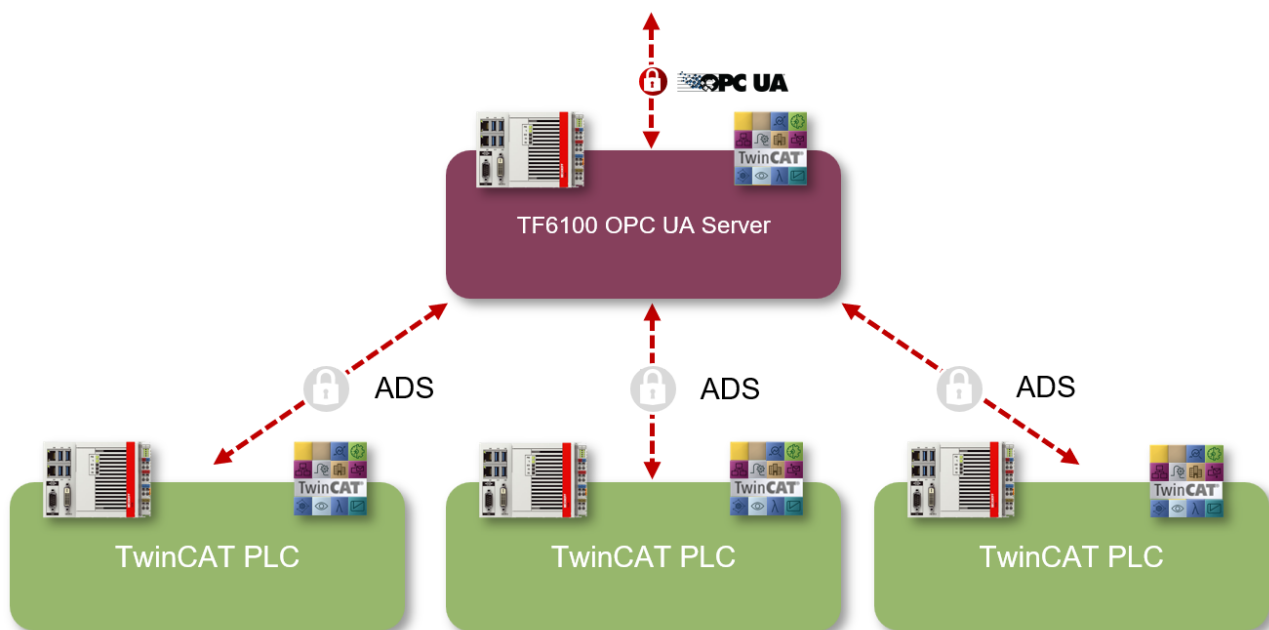 OPC UA
TwinCAT®
TF6100 OPC UA Server
ADS
ADS
ADS
TwinCAT®
TwinCAT®
TwinCAT®
TwinCAT PLC
TwinCAT PLC
TwinCAT PLC